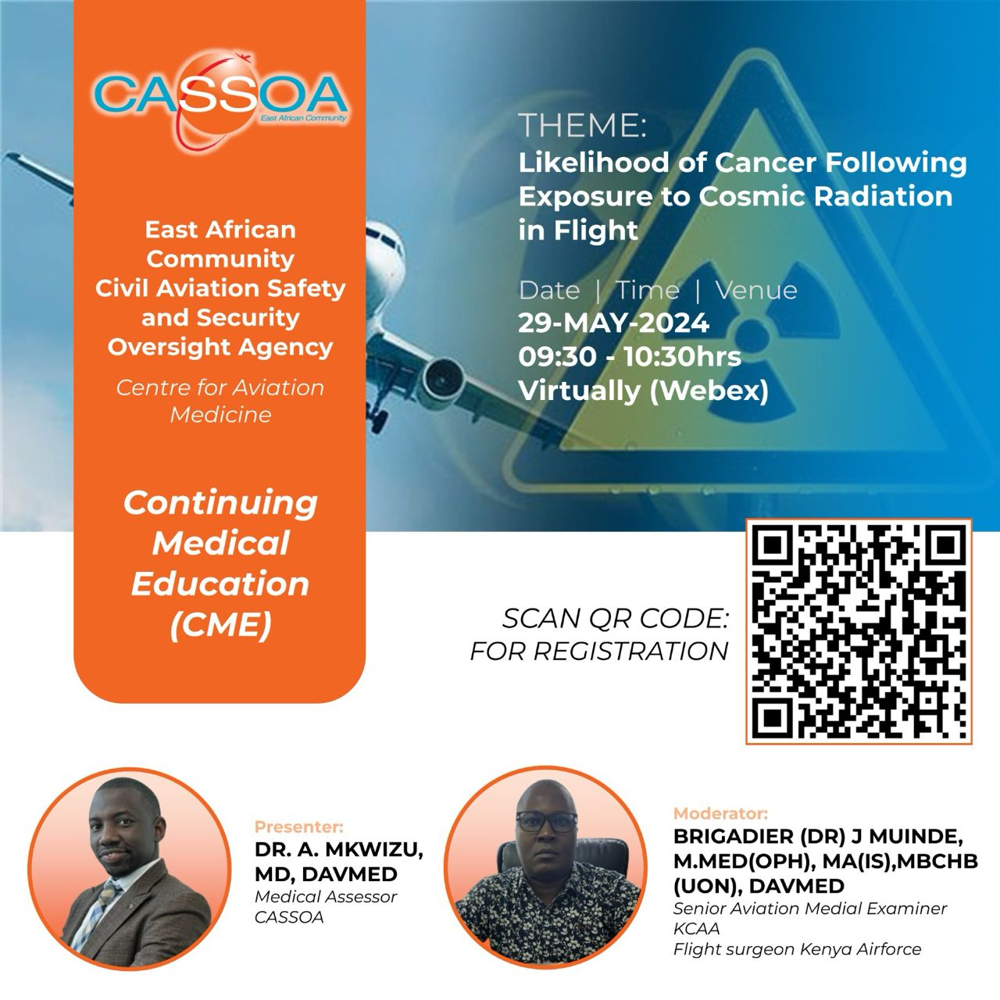 CASSOA
East African Community
East African
Community
Civil Aviation Safety
and Security
Oversight Agency
Centre for Aviation
Medicine
Continuing
Medical
Education
(CME)
THEME:
Likelihood of Cancer Following
Exposure to Cosmic Radiation
in Flight
Date | Time | Venue
29-MAY-2024
09:30 - 10:30hrs
Virtually (Webex)
SCAN QR CODE:
FOR REGISTRATION
Presenter:
DR. A. MKWIZU,
MD, DAVMED
Medical Assessor
CASSOA
Moderator:
BRIGADIER (DR) J MUINDE,
M.MED(OPH), MA(IS),MBCHB
(UON), DAVMED
Senior Aviation Medial Examiner
KCAA
Flight surgeon Kenya Airforce